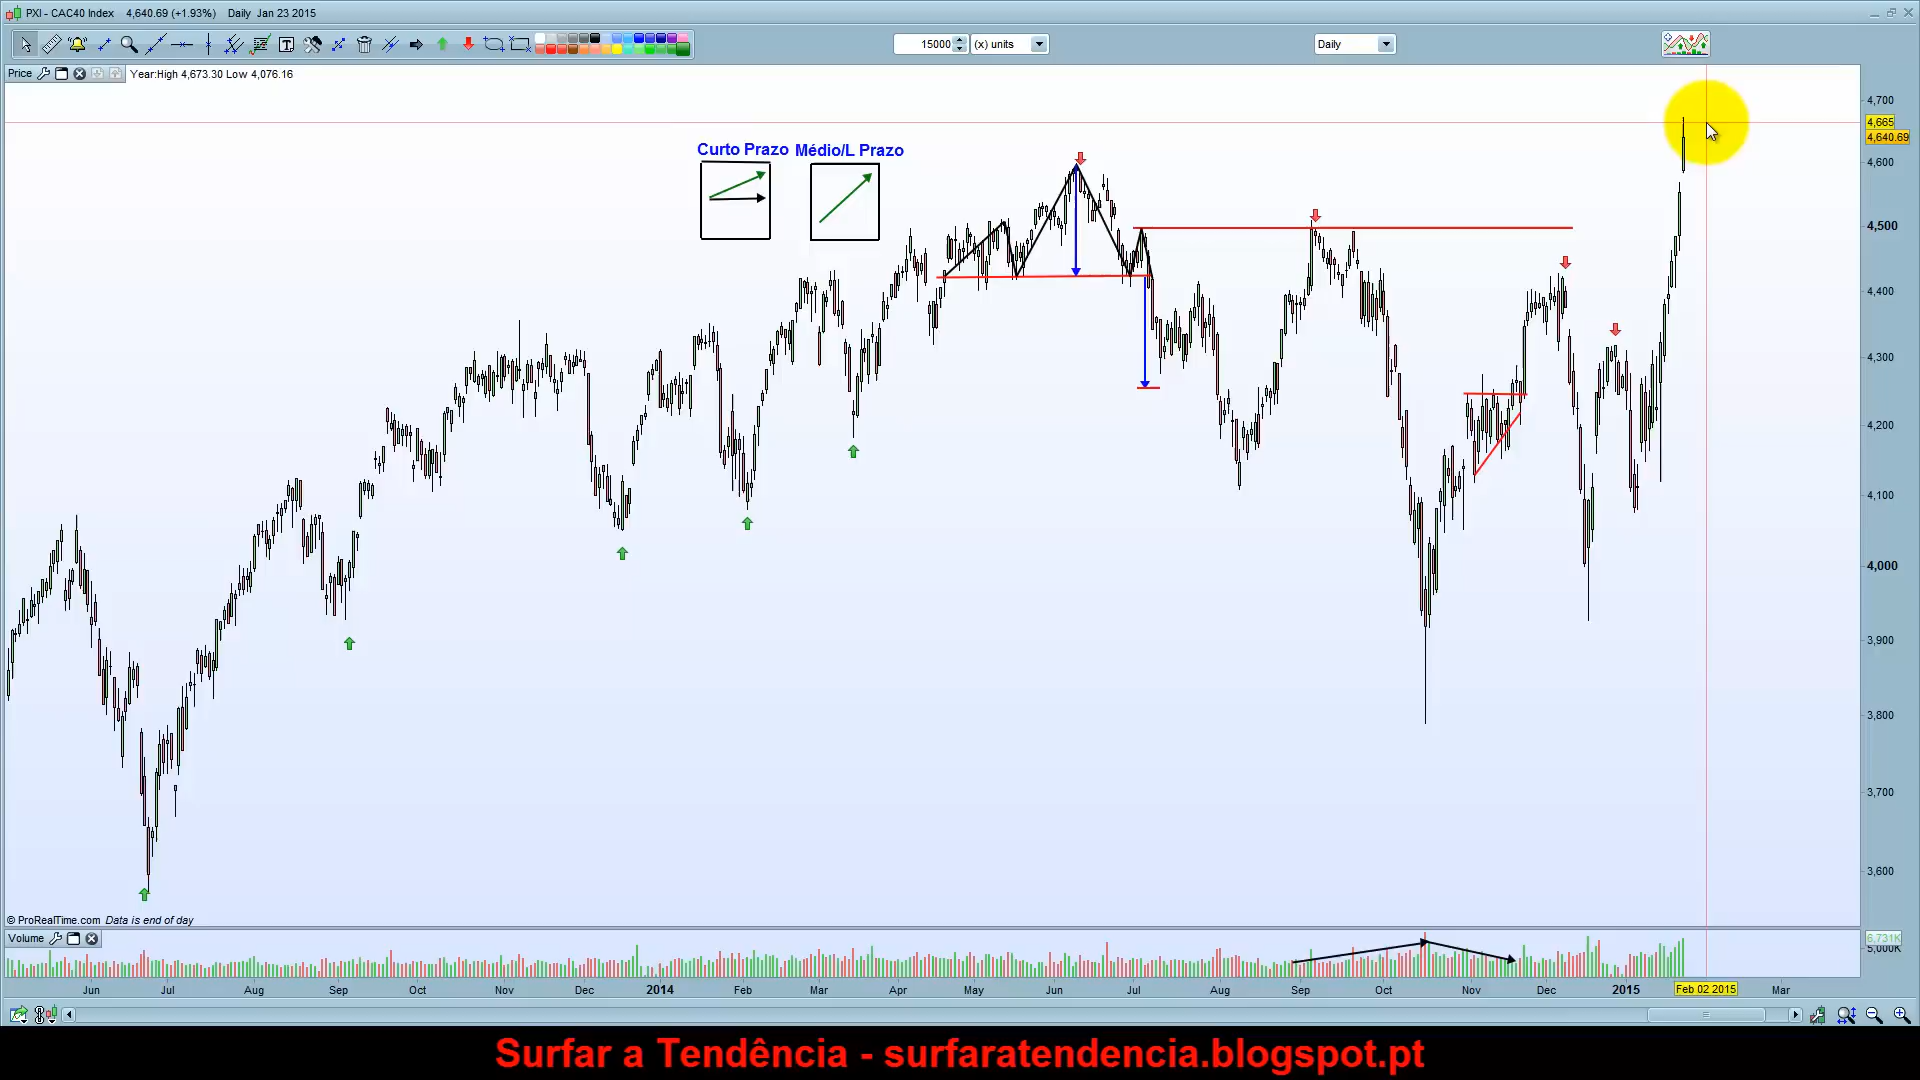 PXI - CAC40 Index 4,640.69 (+1.93%) Daily Jan 23 2015
15000 (x) units Daily
Price Year:High 4,673.30 Low 4,076.16
Curto Prazo Médio/L Prazo
4,700
4,665
4,640.69
4,600
4,500
4,400
4,300
4,200
4,100
4,000
3,900
3,800
3,700
3,600
© ProRealTime.com Data is end of day
Volume
6,731K
5,000K
Jun Jul Aug Sep Oct Nov Dec 2014 Feb Mar Apr May Jun Jul Aug Sep Oct Nov Dec 2015 Feb 02 2015 Mar
Surfar a Tendência - surfaratendencia.blogspot.pt